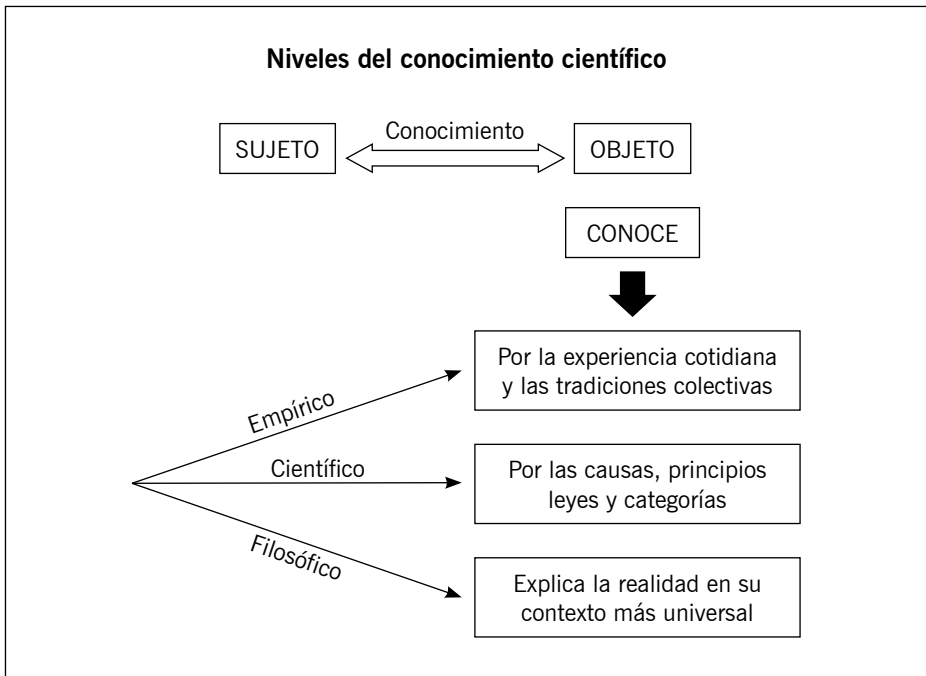 Niveles del conocimiento científico
SUJETO
Conocimiento
OBJETO
CONOCE
Empírico
Por la experiencia cotidiana
y las tradiciones colectivas
Científico
Por las causas, principios
leyes y categorías
Filosófico
Explica la realidad en su
contexto más universal